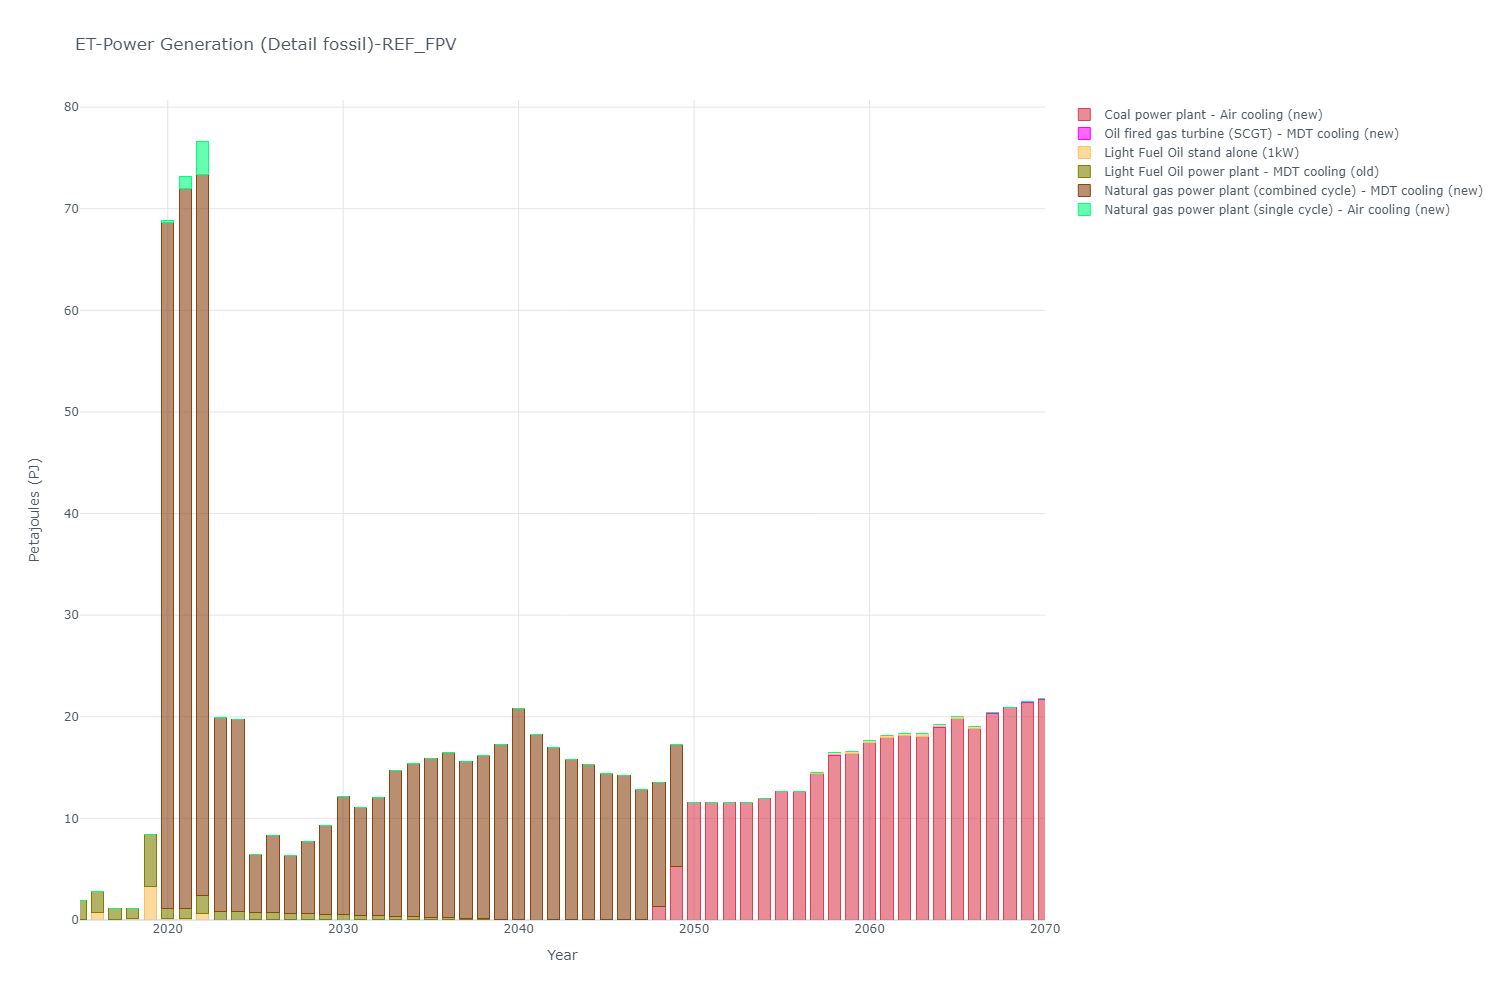 ET-Power Generation (Detail fossil)-REF_FPV
80
70
60
50
40
30
20
10
0
Petajoules (PJ)
2020
2030
2040
2050
2060
2070
Year
Coal power plant - Air cooling (new)
Oil fired gas turbine (SCGT) - MDT cooling (new)
Light Fuel Oil stand alone (1kW)
Light Fuel Oil power plant - MDT cooling (old)
Natural gas power plant (combined cycle) - MDT cooling (new)
Natural gas power plant (single cycle) - Air cooling (new)